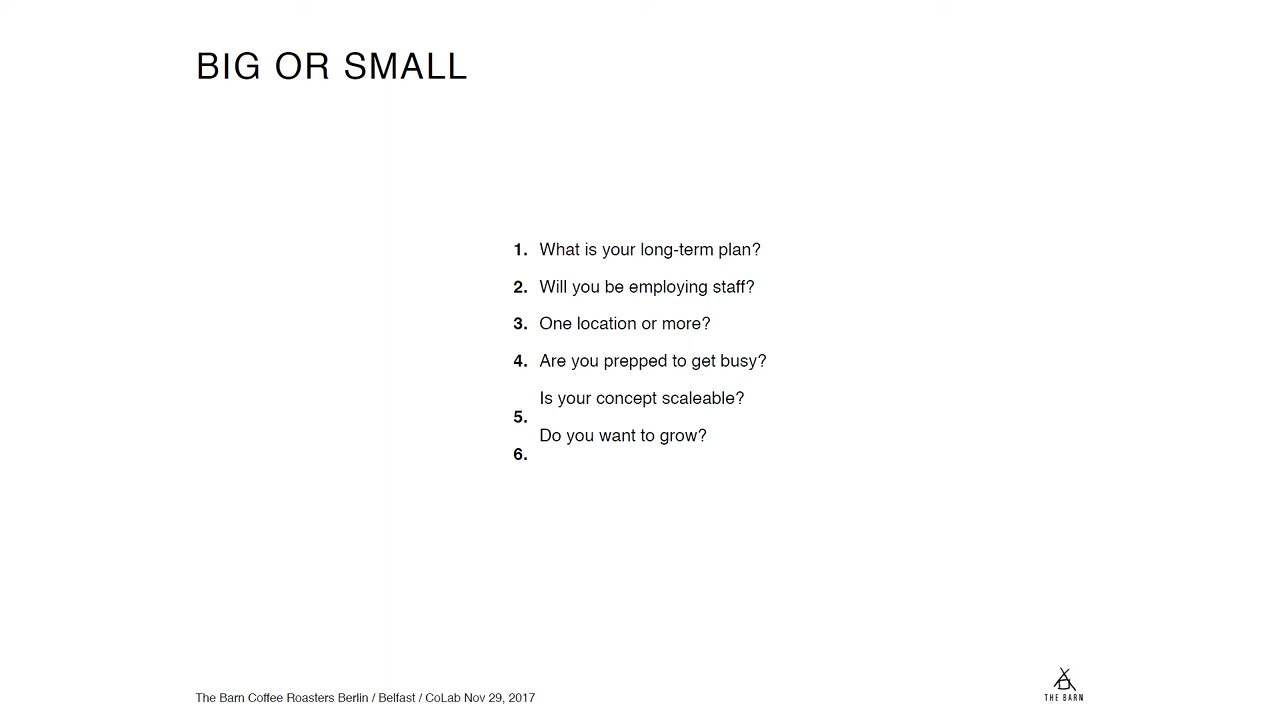 BIG OR SMALL
1. What is your long-term plan?
2. Will you be employing staff?
3. One location or more?
4. Are you prepped to get busy?
5. Is your concept scaleable?
6. Do you want to grow?
The Barn Coffee Roasters Berlin / Belfast / CoLab Nov 29, 2017
THE BARN